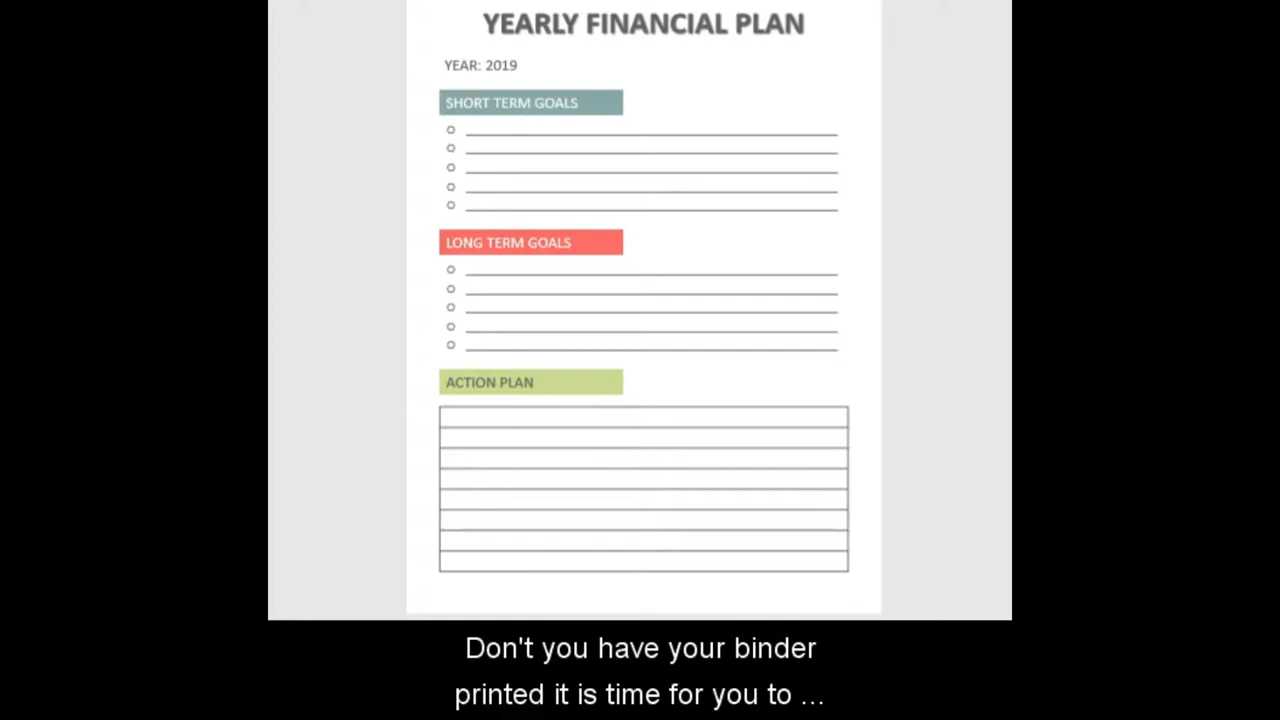 YEARLY FINANCIAL PLAN
YEAR: 2019
SHORT TERM GOALS
LONG TERM GOALS
ACTION PLAN
Don't you have your binder
printed it is time for you to ...